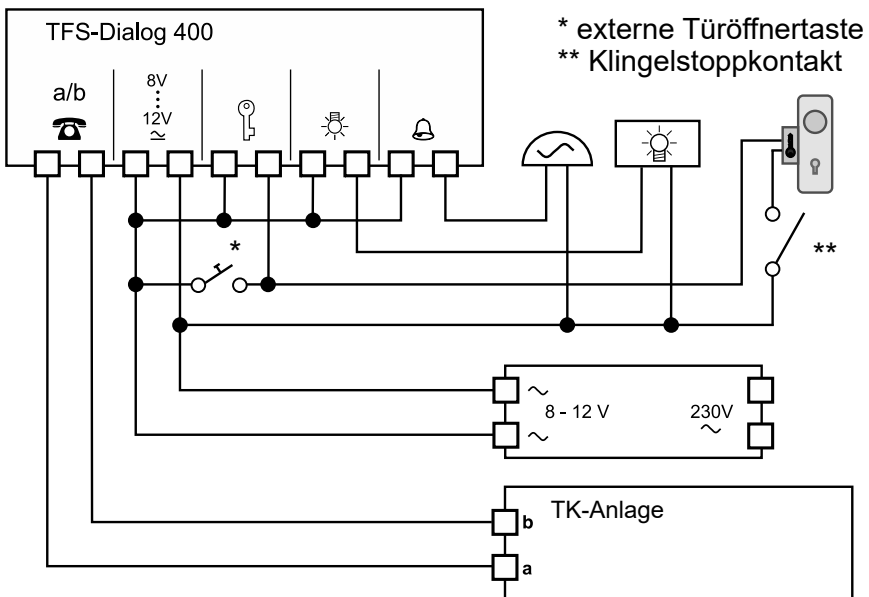 TFS-Dialog 400
* externe Türöffnertaste
** Klingelstoppkontakt
a/b
8V
12V
*
**
8 - 12 V
230V
TK-Anlage
b
a